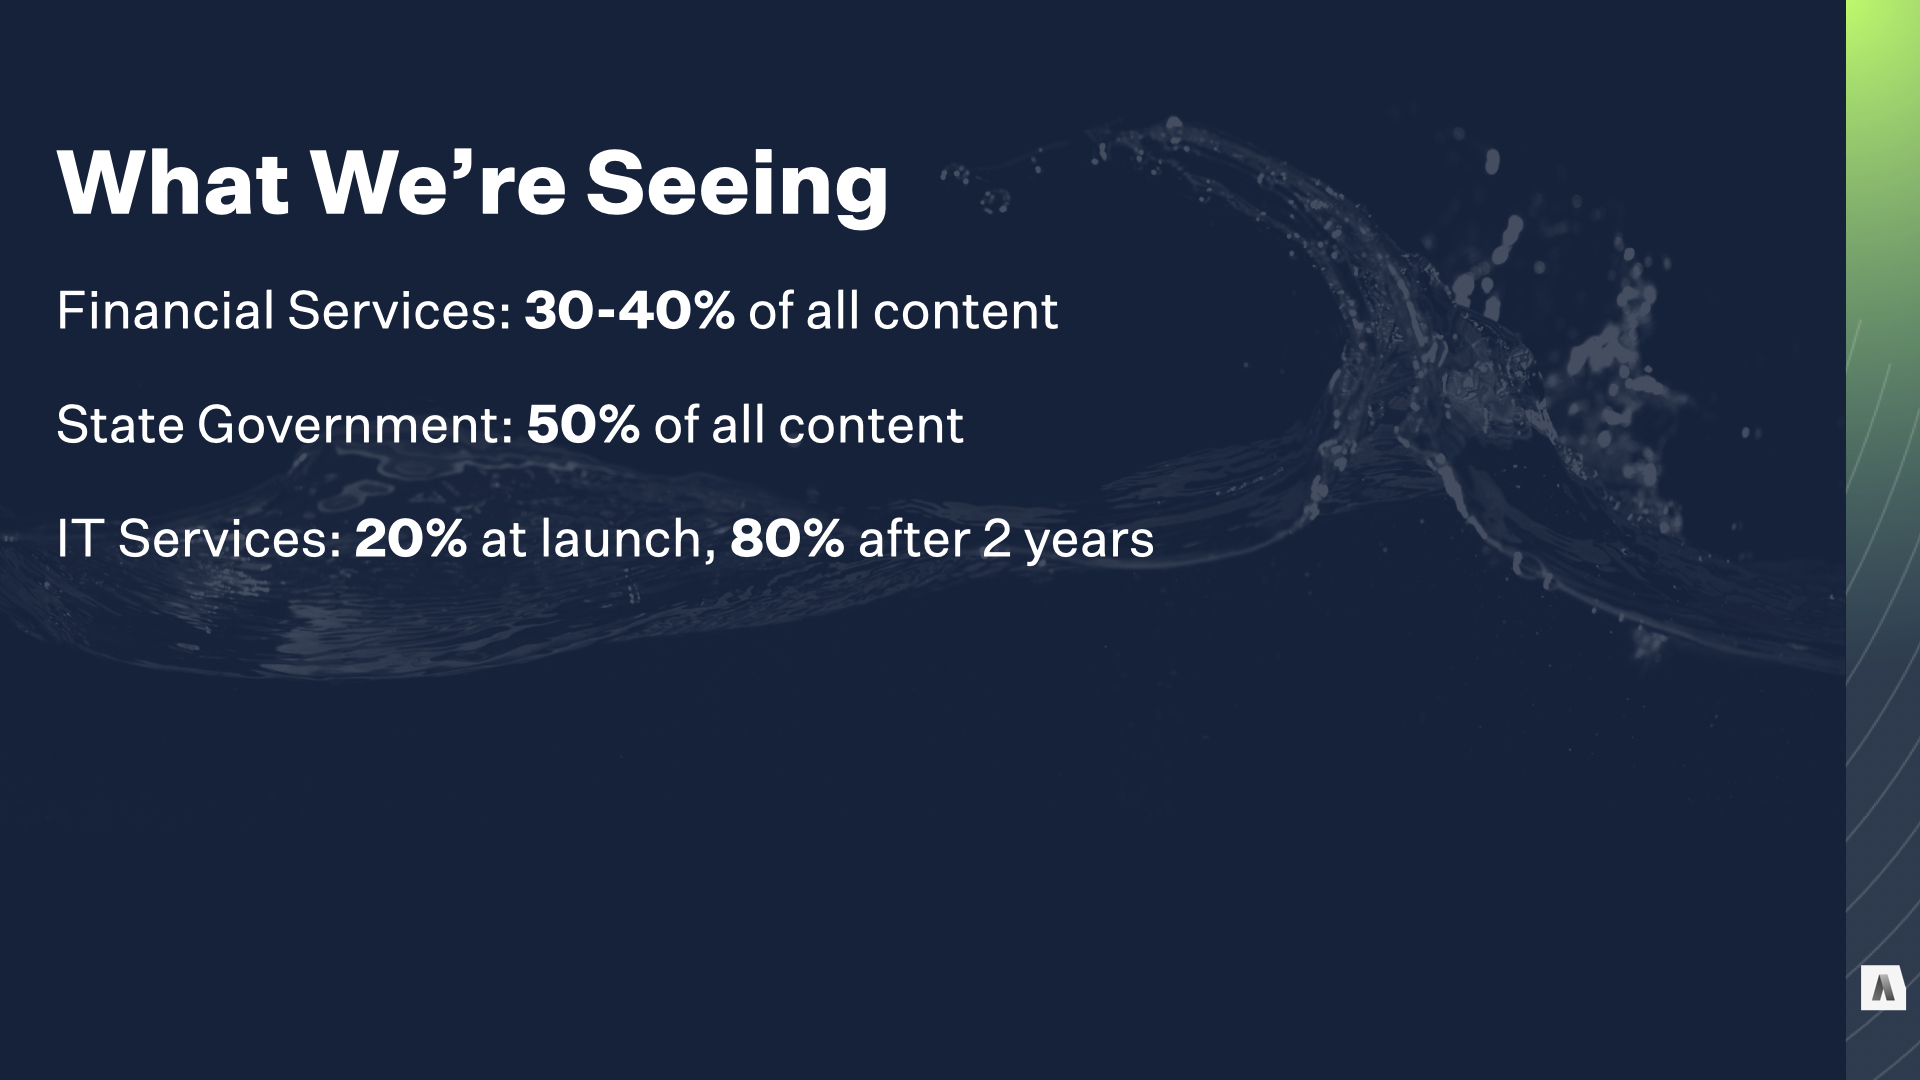 What We’re Seeing
Financial Services: 30-40% of all content
State Government: 50% of all content
IT Services: 20% at launch, 80% after 2 years